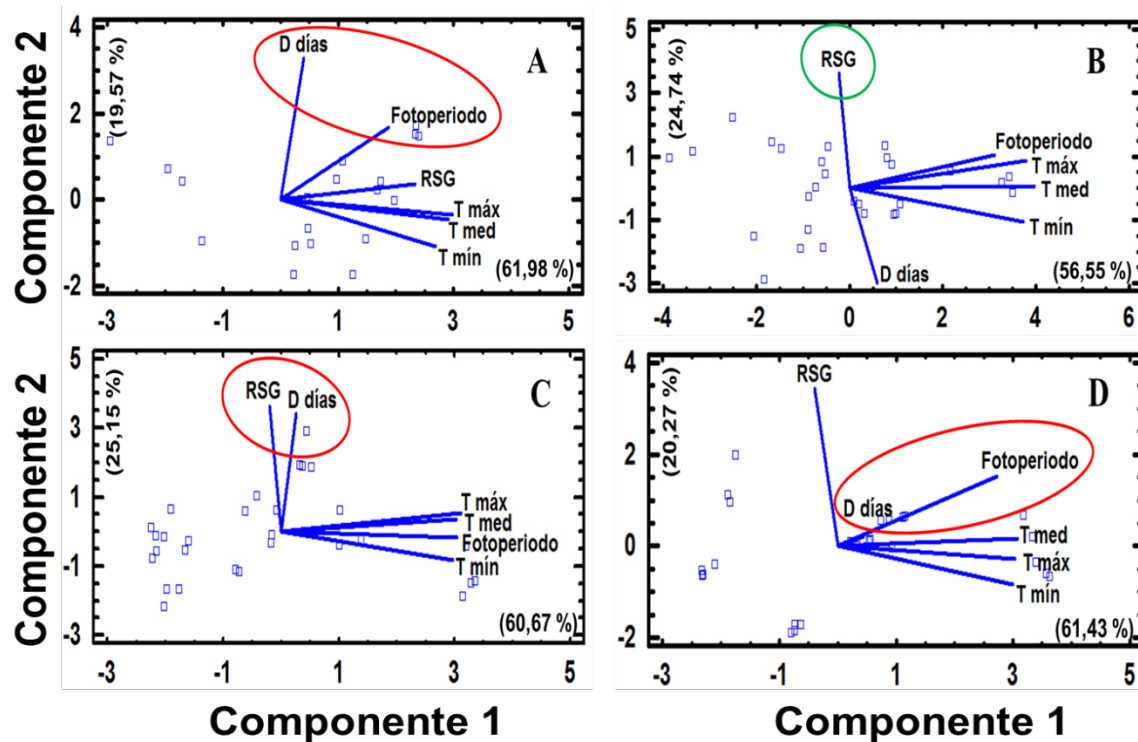 Componente 2
(19,57 %)
4
2
0
-2
-3
-1
1
3
5
A
D días
Fotoperiodo
RSG
T máx
T med
T mín
(61,98 %)
(24,74 %)
5
3
1
-1
-3
-4
-2
0
2
4
6
B
RSG
Fotoperiodo
T máx
T med
T mín
D días
(56,55 %)
Componente 2
(25,15 %)
5
3
1
-1
-3
-3
-1
1
3
5
C
RSG
D días
T máx
T med
Fotoperiodo
T mín
(60,67 %)
(20,27 %)
4
2
0
-2
-3
-1
1
3
5
D
RSG
Fotoperiodo
D días
T med
T máx
T mín
(61,43 %)
Componente 1
Componente 1